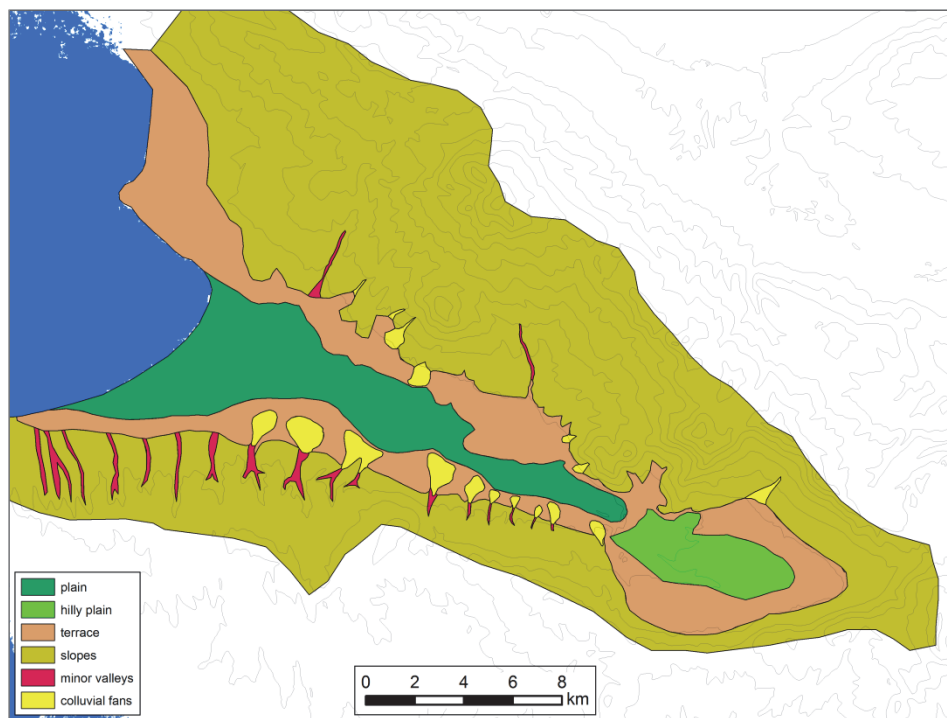 plain
hilly plain
terrace
slopes
minor valleys
colluvial fans
0 2 4 6 8
km